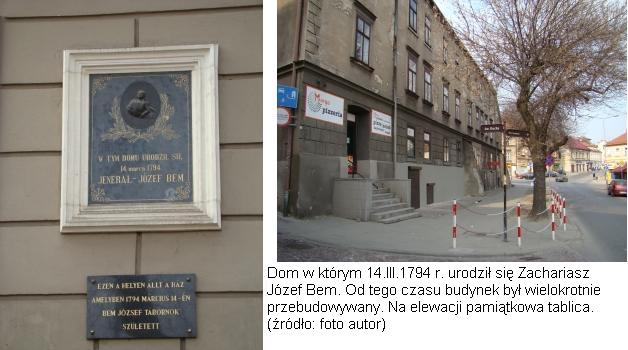 W TYM DOMU URODZIŁ SIĘ
14 marca 1794
JENERAŁ-JÓZEF BEM
EZEN A HELYEN ÁLLT A HÁZ
AMELYBEN 1794 MÁRCIUS 14-ÉN
BEM JÓZSEF TÁBORNOK
SZÜLETETT
Margo
pizzeria
Dom w którym 14.III.1794 r. urodził się Zachariasz
Józef Bem. Od tego czasu budynek był wielokrotnie
przebudowywany. Na elewacji pamiątkowa tablica.
(źródło: foto autor)